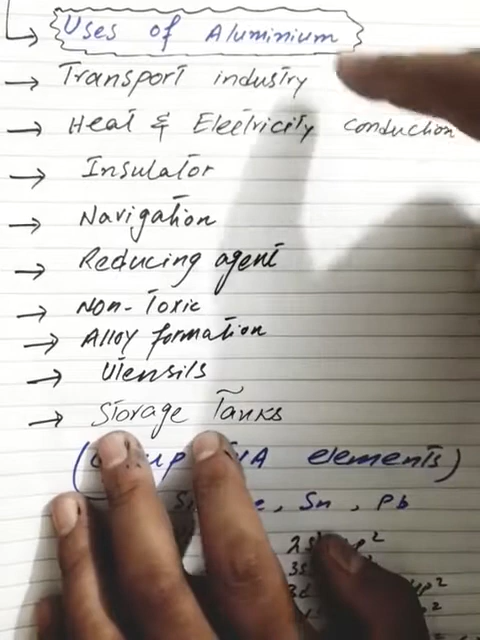 Uses of Aluminium
→ Transport industry
→ Heat & Electricity conduction
→ Insulator
→ Navigation
→ Reducing agent
→ Non-Toxic
→ Alloy formation
→ Utensils
→ Storage Tanks
elements)
, Sn, Pb